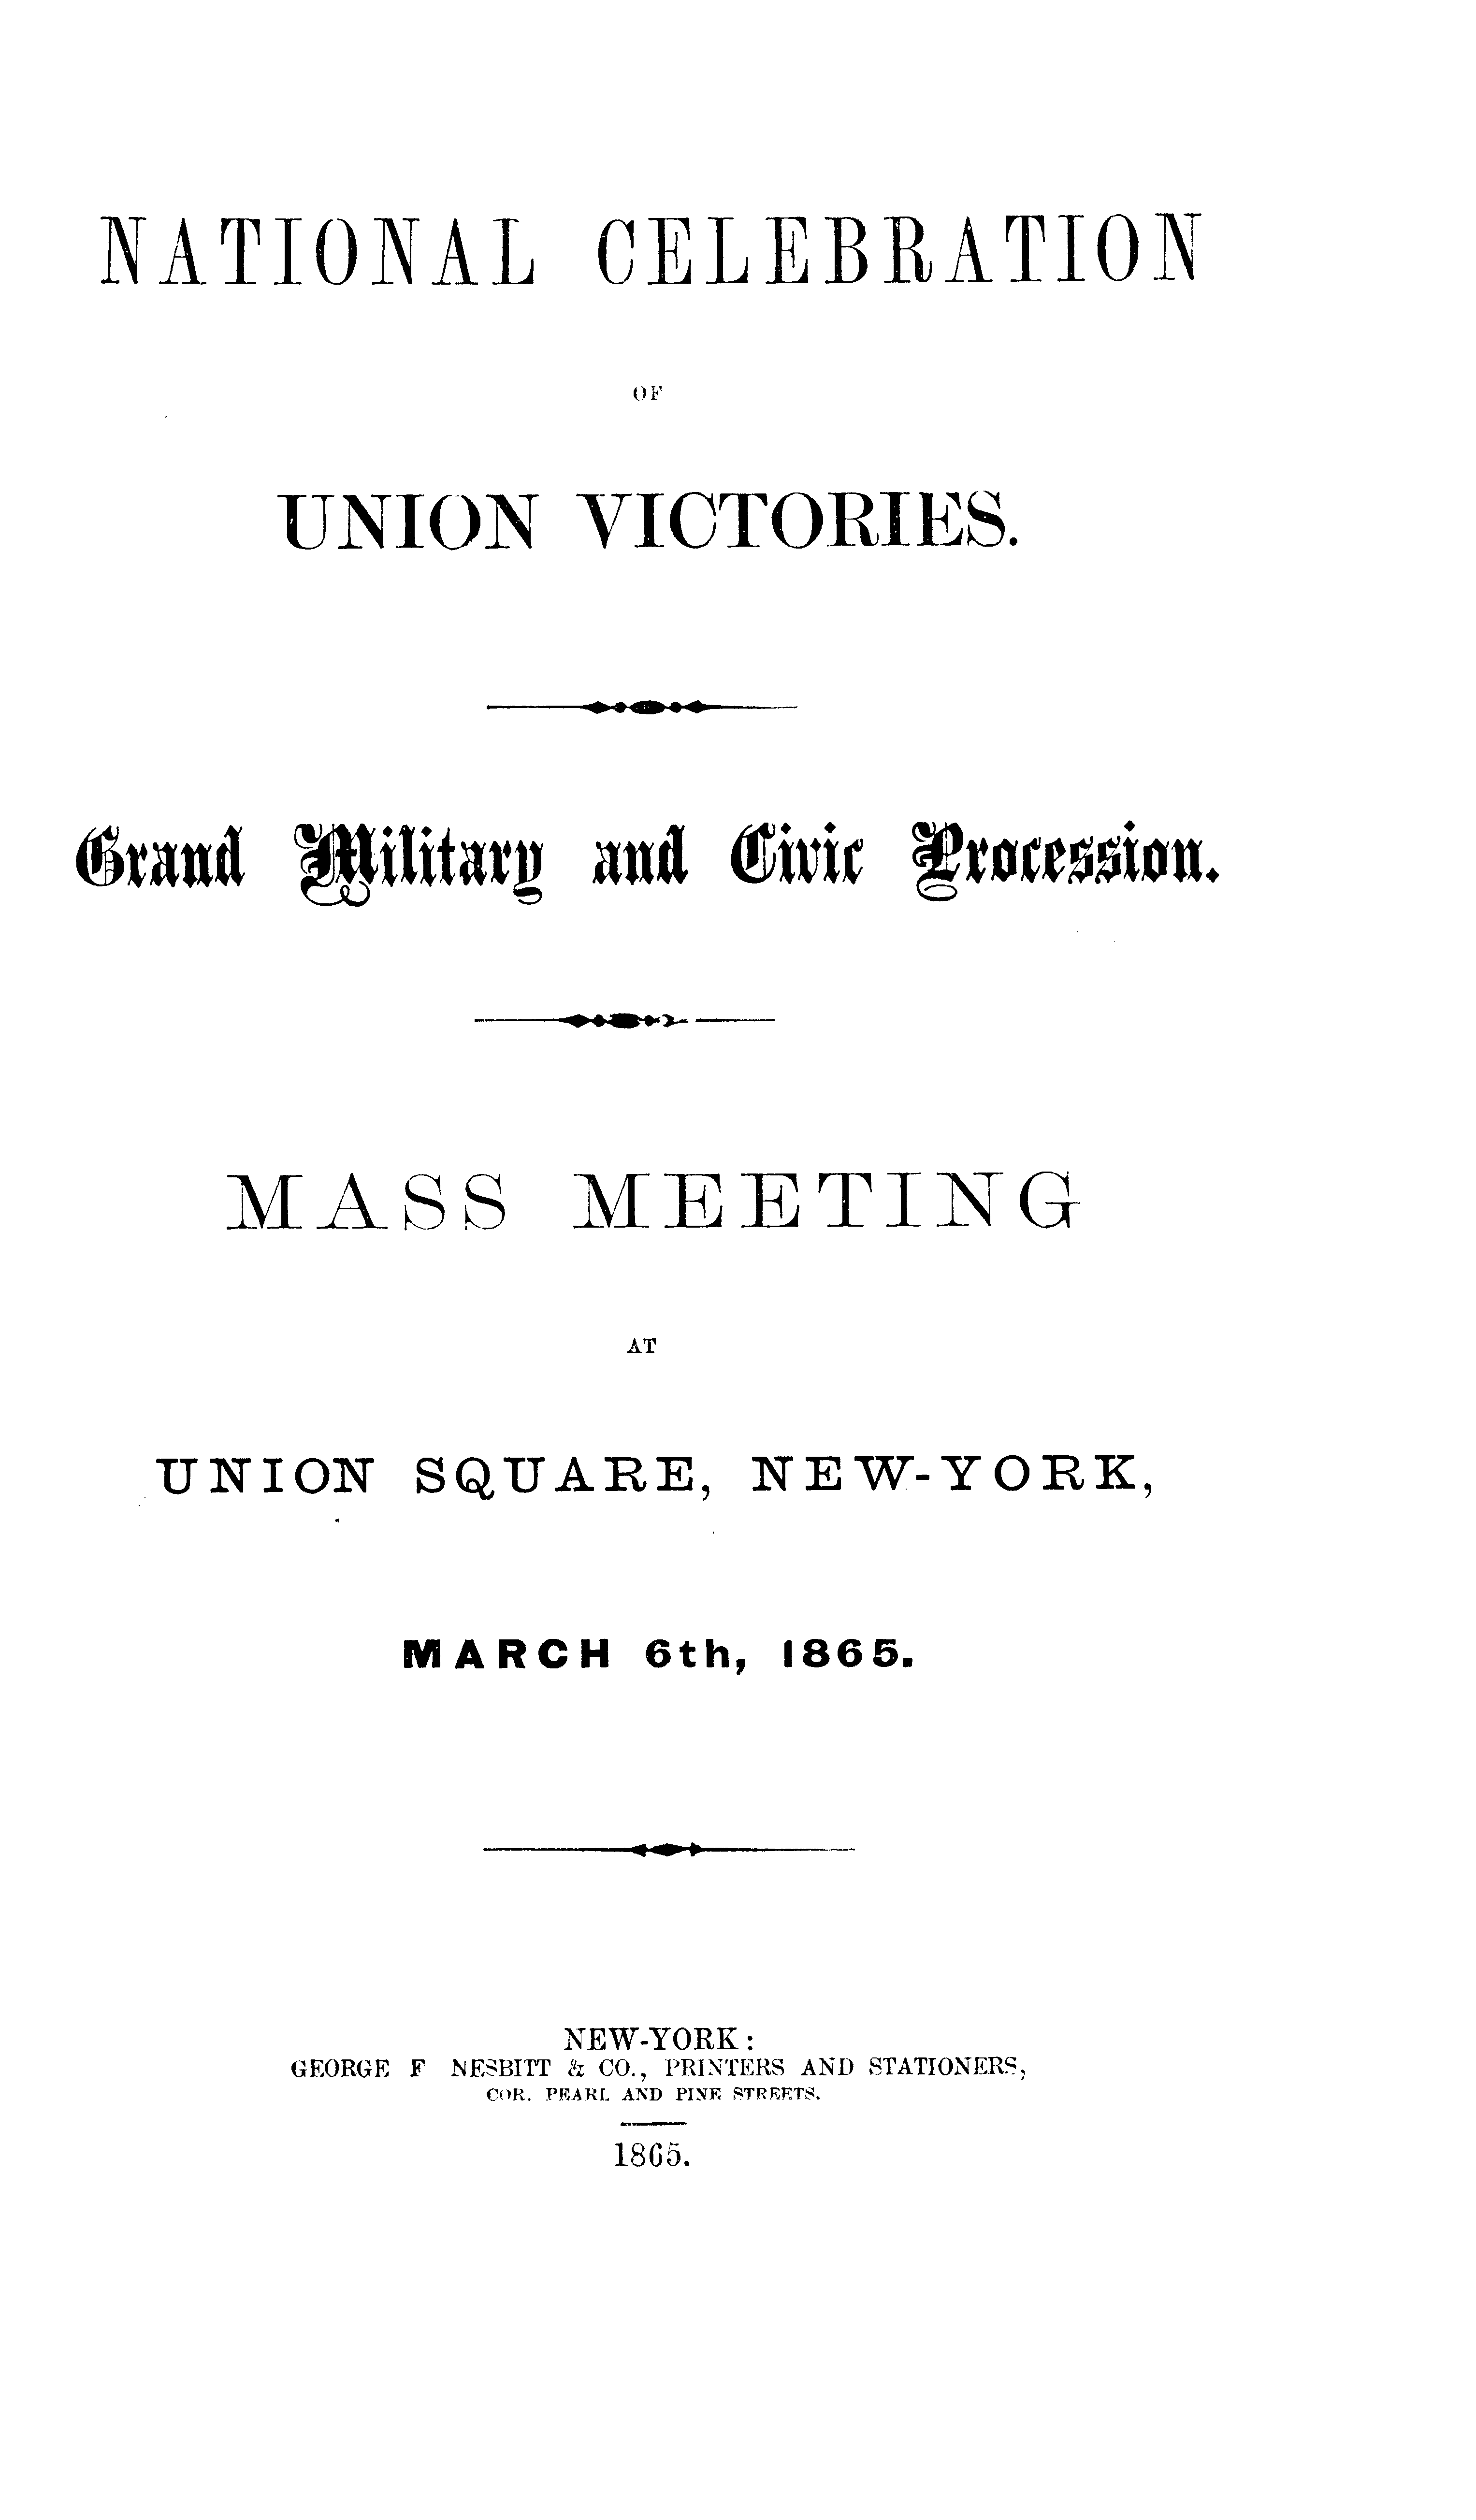 NATIONAL CELEBRATION
OF
UNION VICTORIES.
Grand Military and Civic Procession.
MASS MEETING
AT
UNION SQUARE, NEW-YORK,
MARCH 6th, 1865.
NEW-YORK:
GEORGE F NESBITT & CO., PRINTERS AND STATIONERS,
COR. PEARL AND PINE STREETS.
1865.